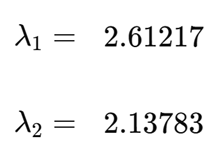 λ₁ = 2.61217
λ₂ = 2.13783